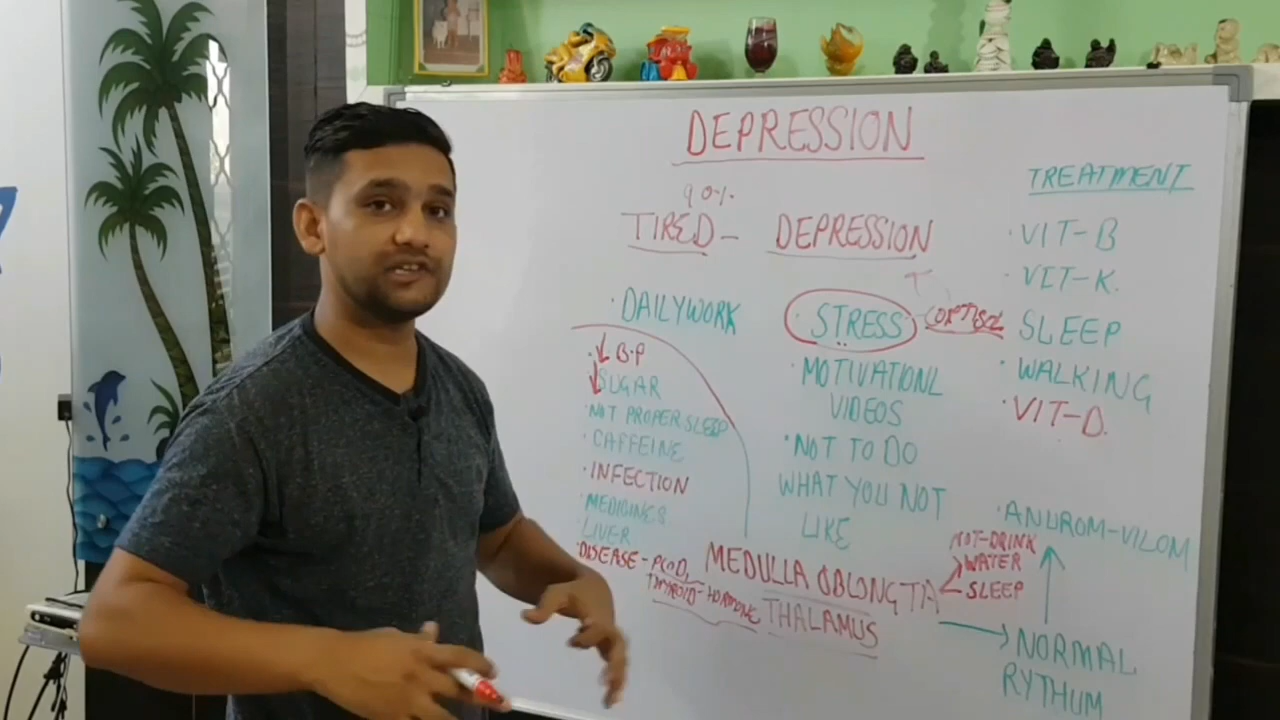 DEPRESSION
90%
TIRED - DEPRESSION
· DAILYWORK
· ↓ B.P
↓ SUGAR
· NOT PROPER SLEEP
· CAFFEINE
· INFECTION
· MEDICINES
· LIVER
· DISEASE - PCOD,
THYROID - HORMONE
· STRESS - CORTISOL
· MOTIVATIONL
VIDEOS
· NOT TO DO
WHAT YOU NOT
LIKE
MEDULLA OBLONGTA
THALAMUS
NOT-DRINK
WATER
SLEEP
→ NORMAL
RYTHUM
TREATMENT
· VIT-B
· VIT-K.
· SLEEP
· WALKING
· VIT-D.
· ANUROM-VILOM